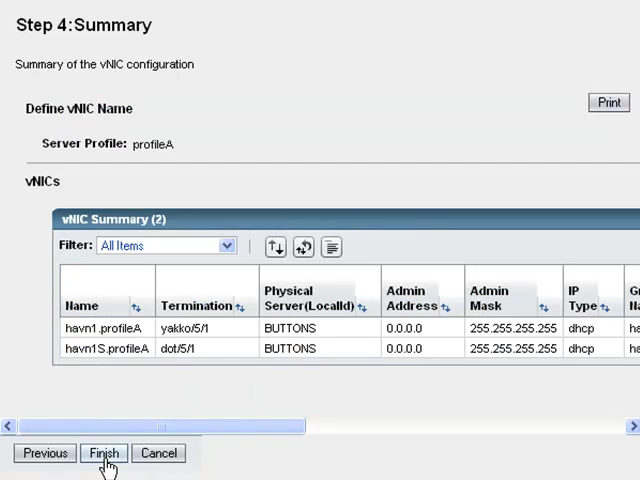 Step 4:Summary
Summary of the vNIC configuration
Define vNIC Name
Print
Server Profile: profileA
vNICs
vNIC Summary (2)
Filter: All Items
Name Termination Physical Server(LocalId) Admin Address Admin Mask IP Type
havn1.profileA yakko/5/1 BUTTONS 0.0.0.0 255.255.255.255 dhcp
havn1S.profileA dot/5/1 BUTTONS 0.0.0.0 255.255.255.255 dhcp
Previous Finish Cancel